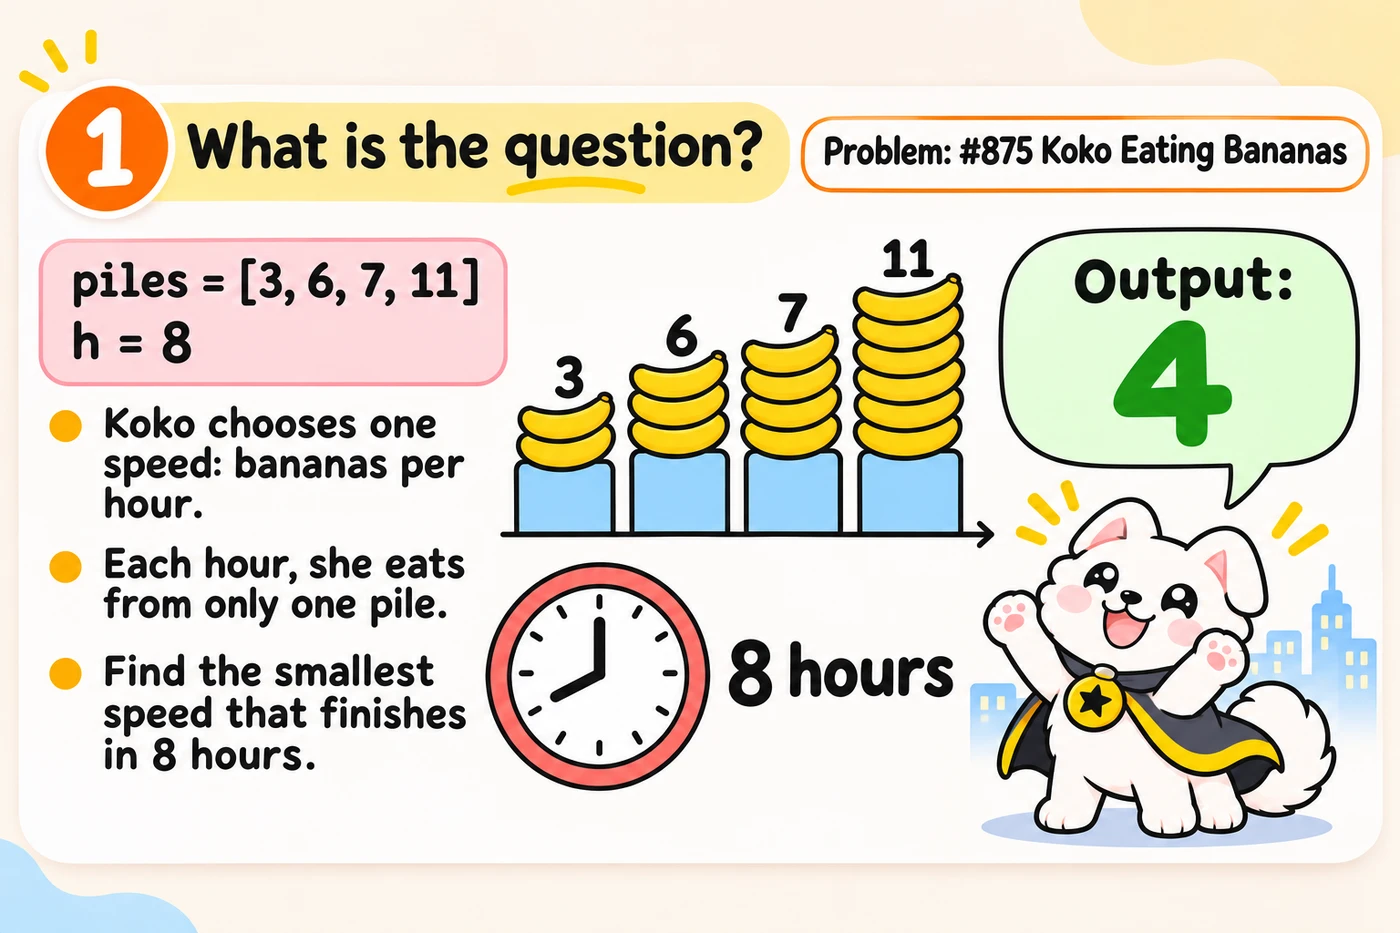 1
What is the question?
Problem: #875 Koko Eating Bananas
piles = [3, 6, 7, 11]
h = 8
Koko chooses one
speed: bananas per
hour.
Each hour, she eats
from only one pile.
Find the smallest
speed that finishes
in 8 hours.
3
6
7
11
8 hours
Output:
4